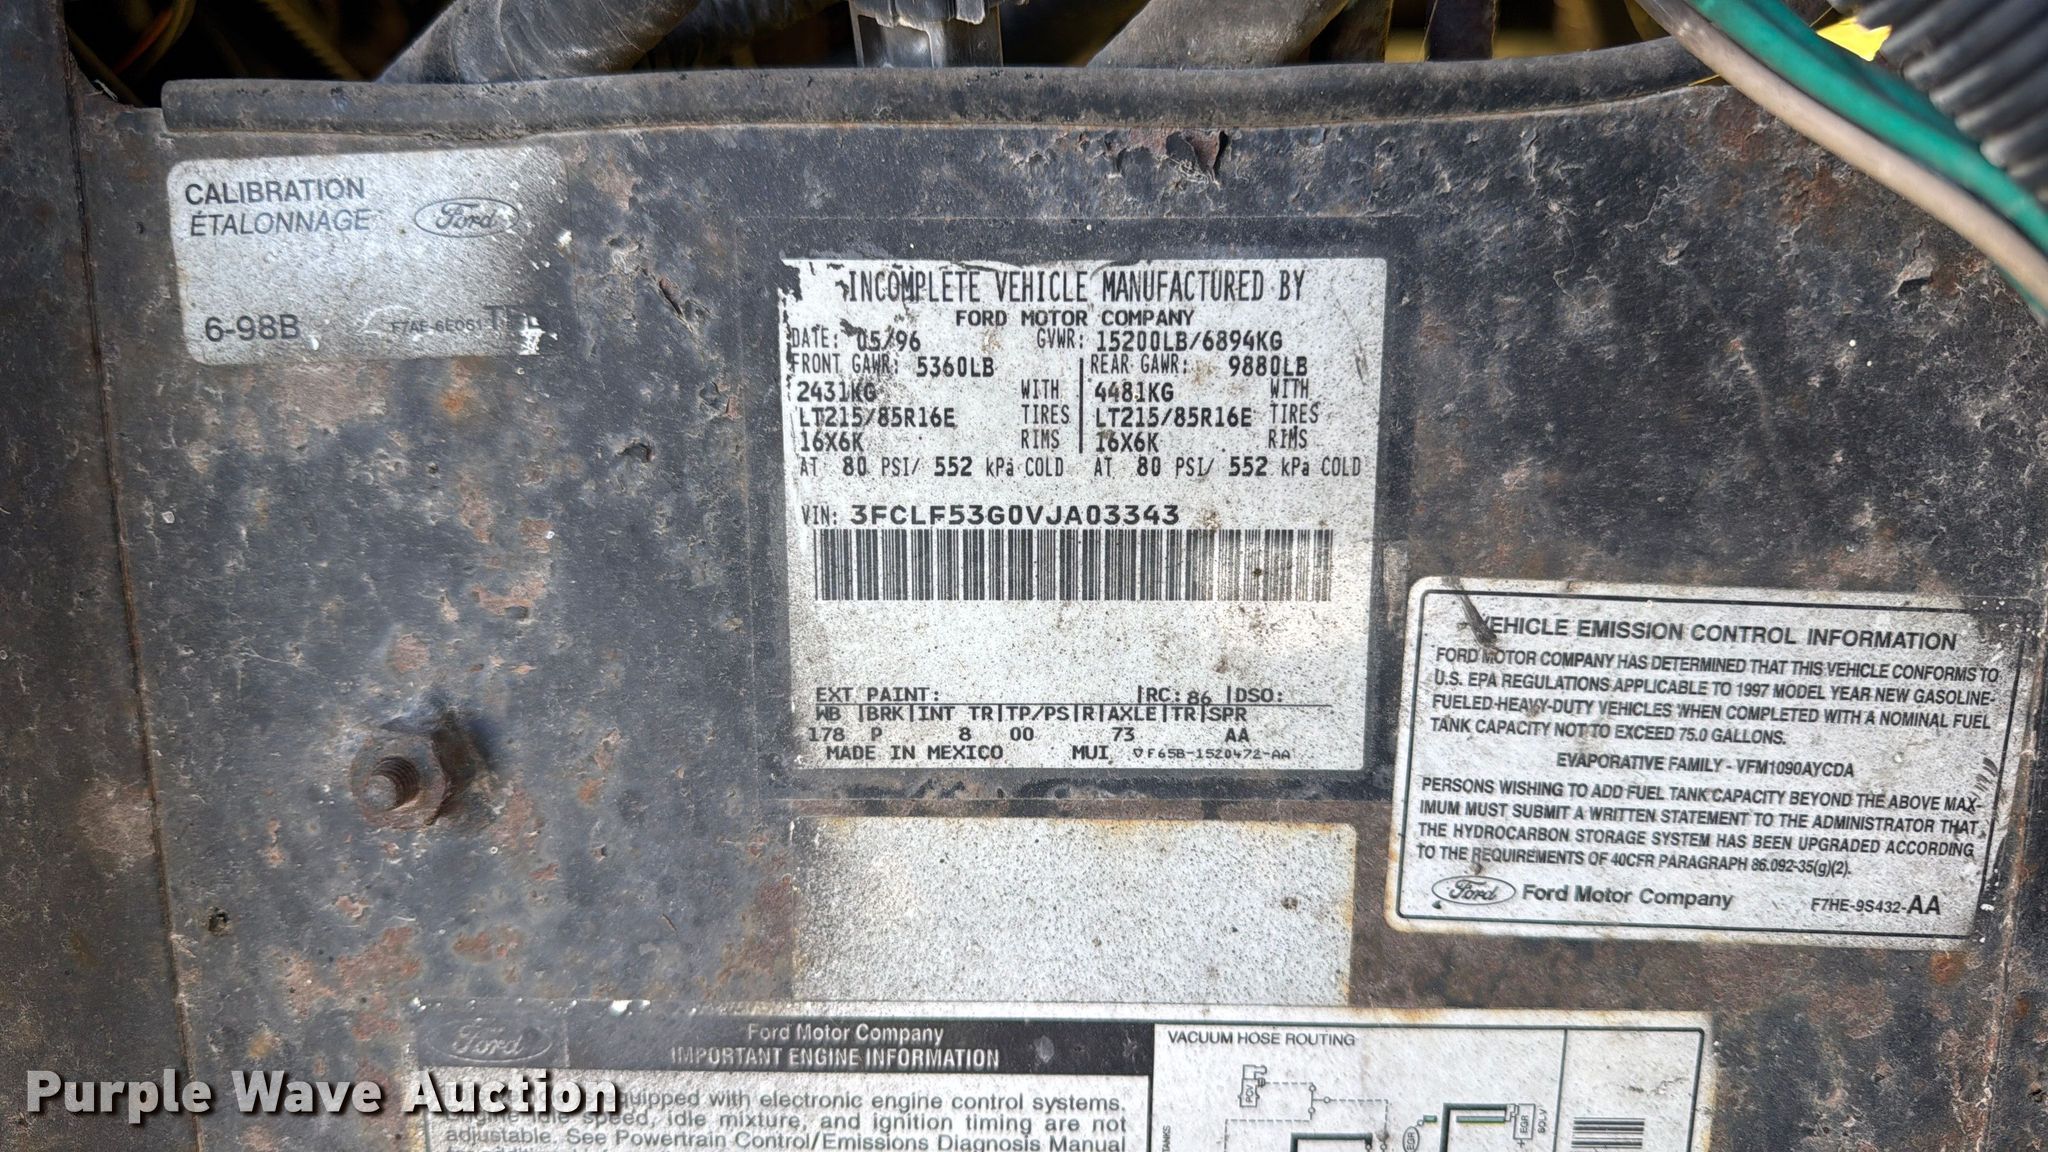 CALIBRATION
ÉTALONNAGE
Ford
6-98B
F7AE-6E061
INCOMPLETE VEHICLE MANUFACTURED BY
FORD MOTOR COMPANY
DATE: 05/96 GVWR: 15200LB/6894KG
FRONT GAWR: 5360LB REAR GAWR: 9880LB
2431KG WITH 4481KG WITH
LT215/85R16E TIRES LT215/85R16E TIRES
16X6K RIMS 16X6K RIMS
AT 80 PSI/ 552 kPa COLD AT 80 PSI/ 552 kPa COLD
VIN: 3FCLF53G0VJA03343
EXT PAINT: RC: 86 DSO:
WB BRK INT TR TP/PS R AXLE TR SPR
178 P 8 00 73 AA
MADE IN MEXICO MUI F65B-1520472-AA
VEHICLE EMISSION CONTROL INFORMATION
FORD MOTOR COMPANY HAS DETERMINED THAT THIS VEHICLE CONFORMS TO
U.S. EPA REGULATIONS APPLICABLE TO 1997 MODEL YEAR NEW GASOLINE-
FUELED-HEAVY-DUTY VEHICLES WHEN COMPLETED WITH A NOMINAL FUEL
TANK CAPACITY NOT TO EXCEED 75.0 GALLONS.
EVAPORATIVE FAMILY - VFM1090AYCDA
PERSONS WISHING TO ADD FUEL TANK CAPACITY BEYOND THE ABOVE MAX-
IMUM MUST SUBMIT A WRITTEN STATEMENT TO THE ADMINISTRATOR THAT
THE HYDROCARBON STORAGE SYSTEM HAS BEEN UPGRADED ACCORDING
TO THE REQUIREMENTS OF 40CFR PARAGRAPH 86.092-35(g)(2).
Ford Ford Motor Company F7HE-9S432-AA
Ford
Ford Motor Company
IMPORTANT ENGINE INFORMATION
equipped with electronic engine control systems.
speed, idle mixture, and ignition timing are not
adjustable. See Powertrain Control/Emissions Diagnosis Manual
VACUUM HOSE ROUTING
PCV
EGR
EGR
SOL-V
Purple Wave Auction